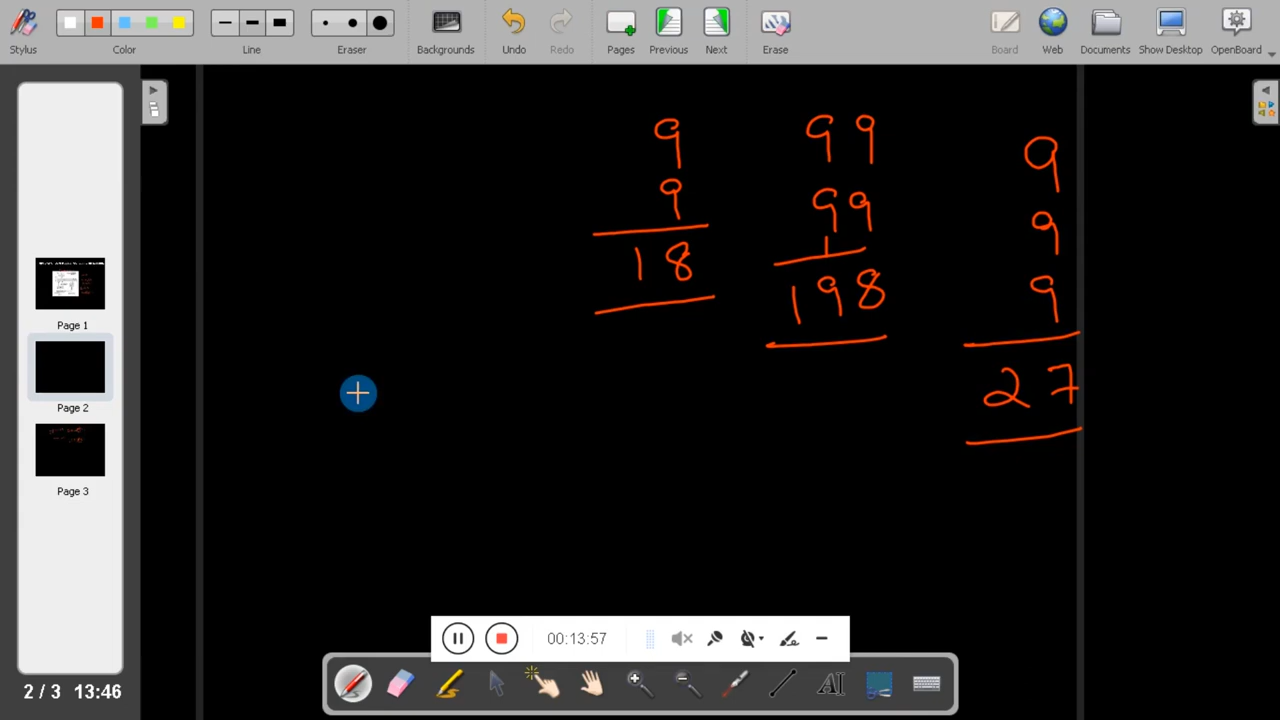 Stylus
Color
Line
Eraser
Backgrounds
Undo
Redo
Pages
Previous
Next
Erase
Board
Web
Documents
Show Desktop
OpenBoard
9
9
18
99
99
1
198
9
9
9
27
Page 1
Page 2
Page 3
00:13:57
AI
2 / 3 13:46